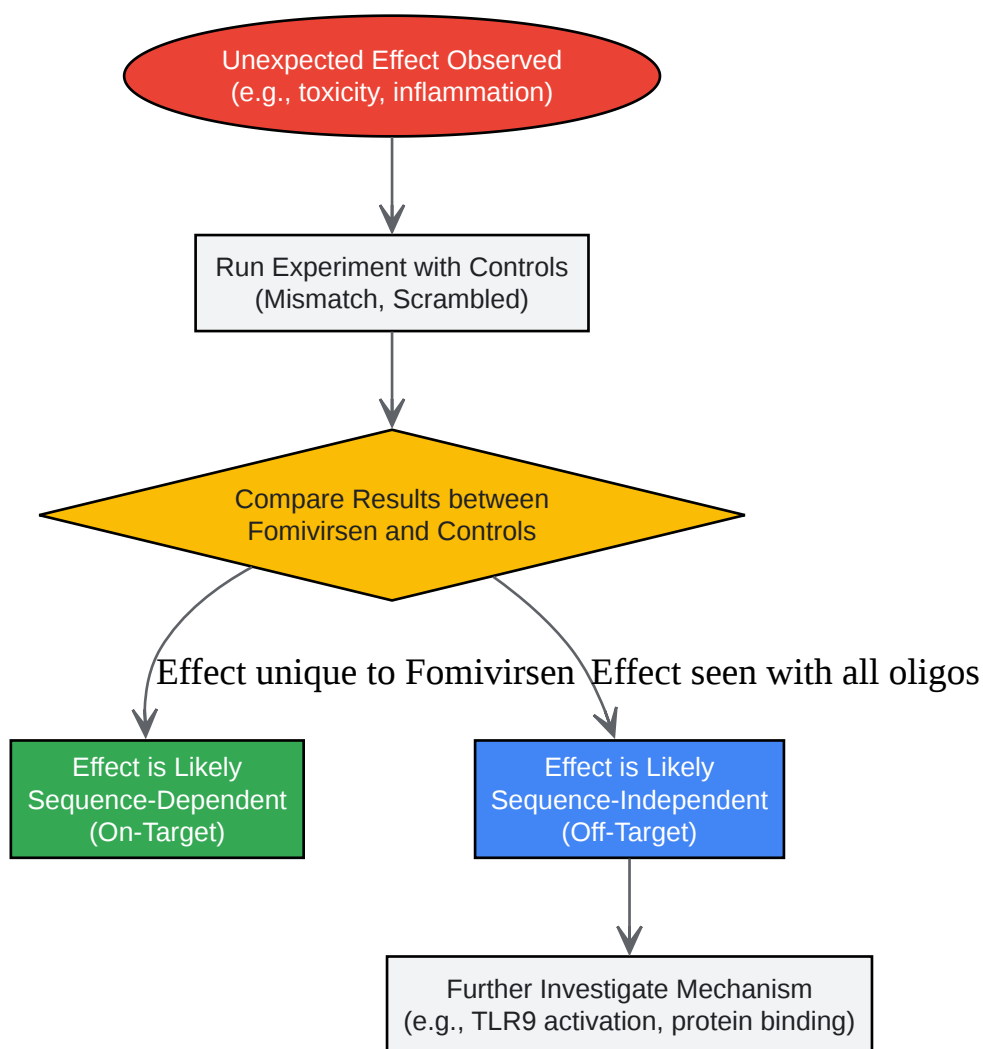 Unexpected Effect Observed
(e.g., toxicity, inflammation)
Run Experiment with Controls
(Mismatch, Scrambled)
Compare Results between
Fomivirsen and Controls
Effect unique to Fomivirsen
Effect seen with all oligos
Effect is Likely
Sequence-Dependent
(On-Target)
Effect is Likely
Sequence-Independent
(Off-Target)
Further Investigate Mechanism
(e.g., TLR9 activation, protein binding)